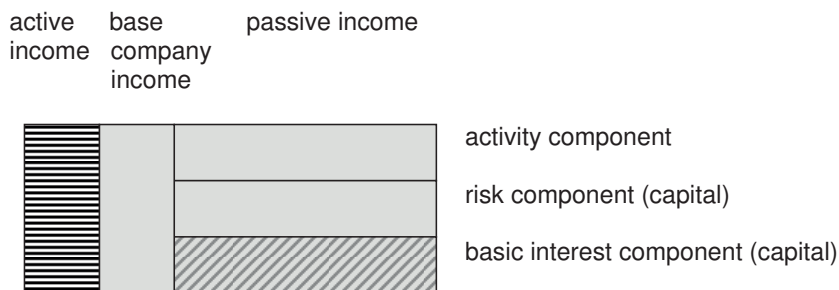 active
income
base
company
income
passive income
activity component
risk component (capital)
basic interest component (capital)